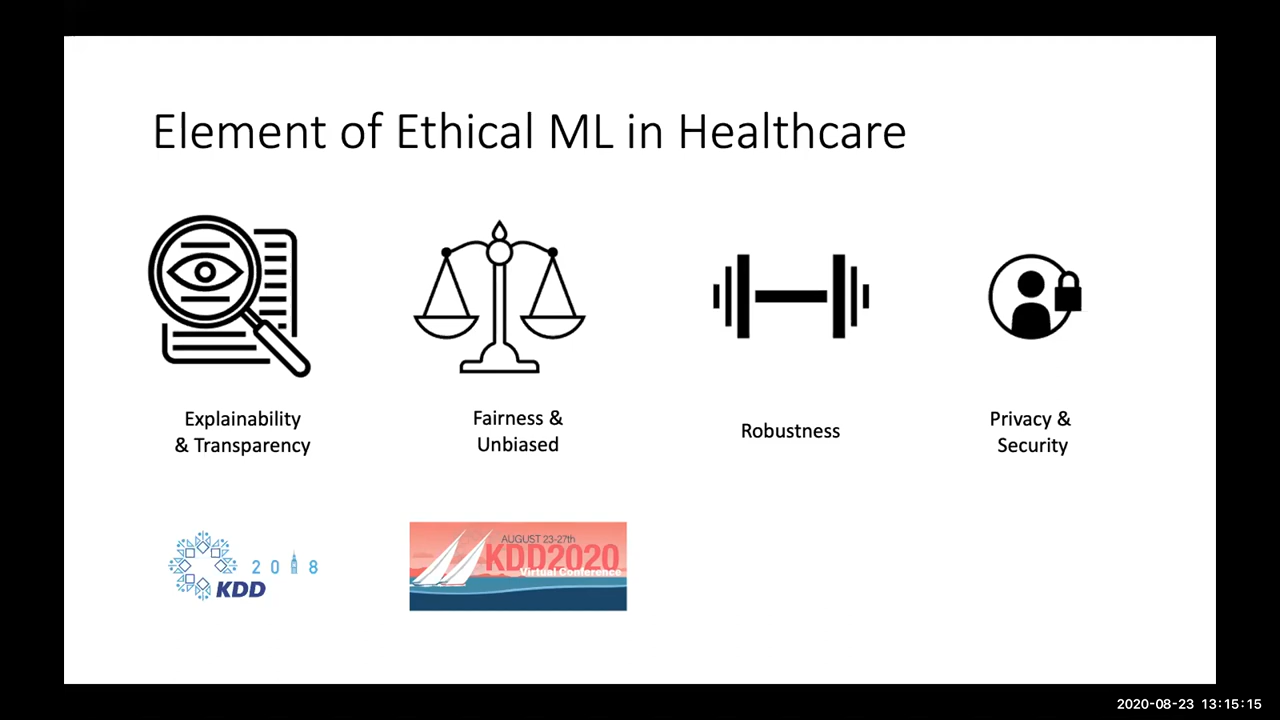 Element of Ethical ML in Healthcare
Explainability
& Transparency
Fairness &
Unbiased
Robustness
Privacy &
Security
2018
KDD
AUGUST 23-27th
KDD2020
Virtual Conference
2020-08-23 13:15:15